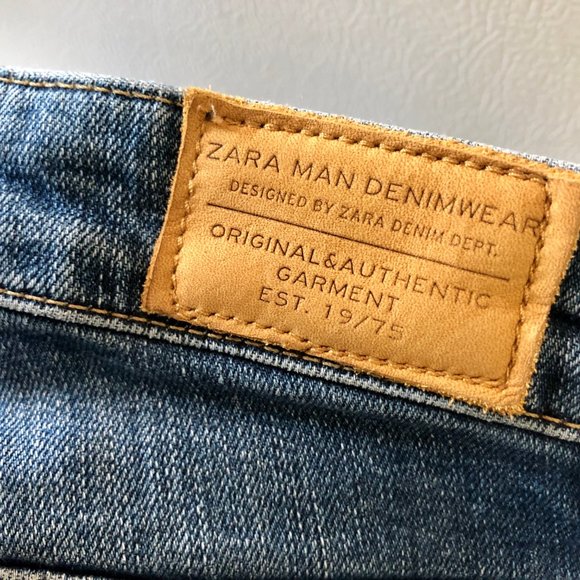 ZARA MAN DENIMWEAR
DESIGNED BY ZARA DENIM DEPT.
ORIGINAL&AUTHENTIC
GARMENT
EST. 19/75